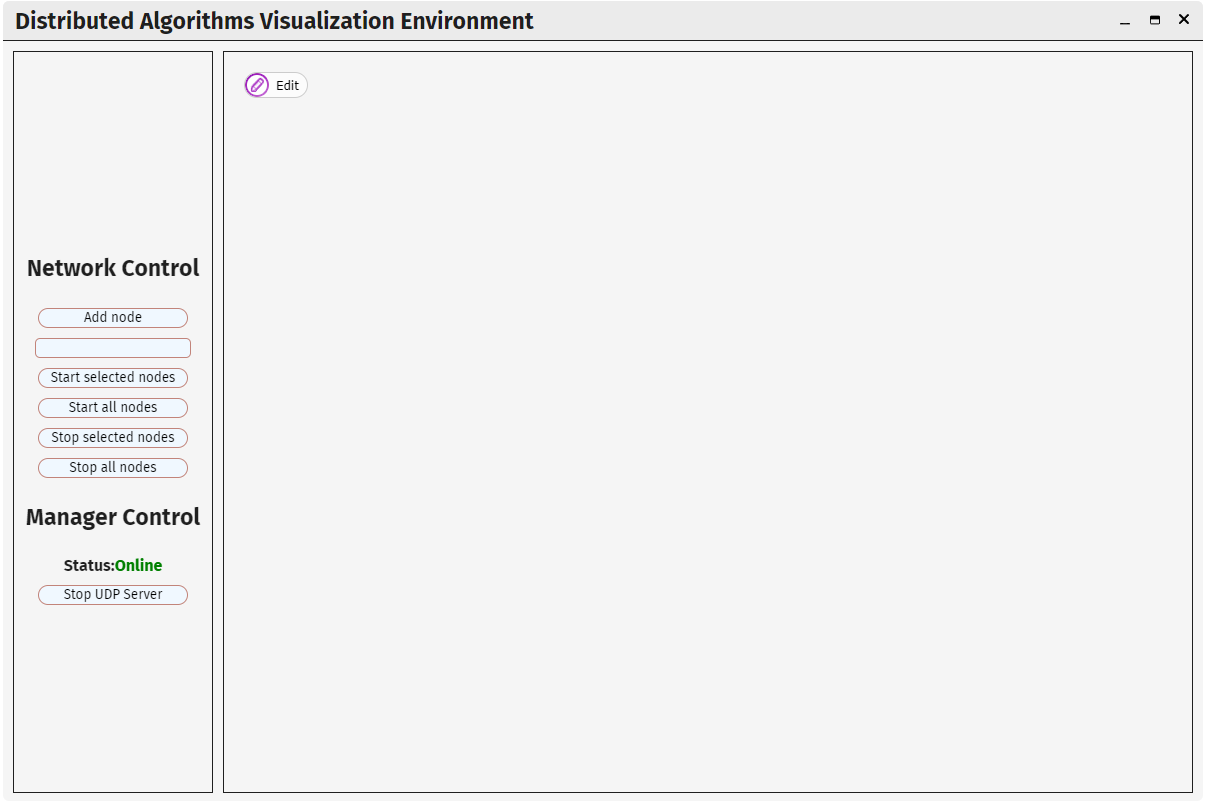 Distributed Algorithms Visualization Environment
Edit
Network Control
Add node
Start selected nodes
Start all nodes
Stop selected nodes
Stop all nodes
Manager Control
Status:Online
Stop UDP Server